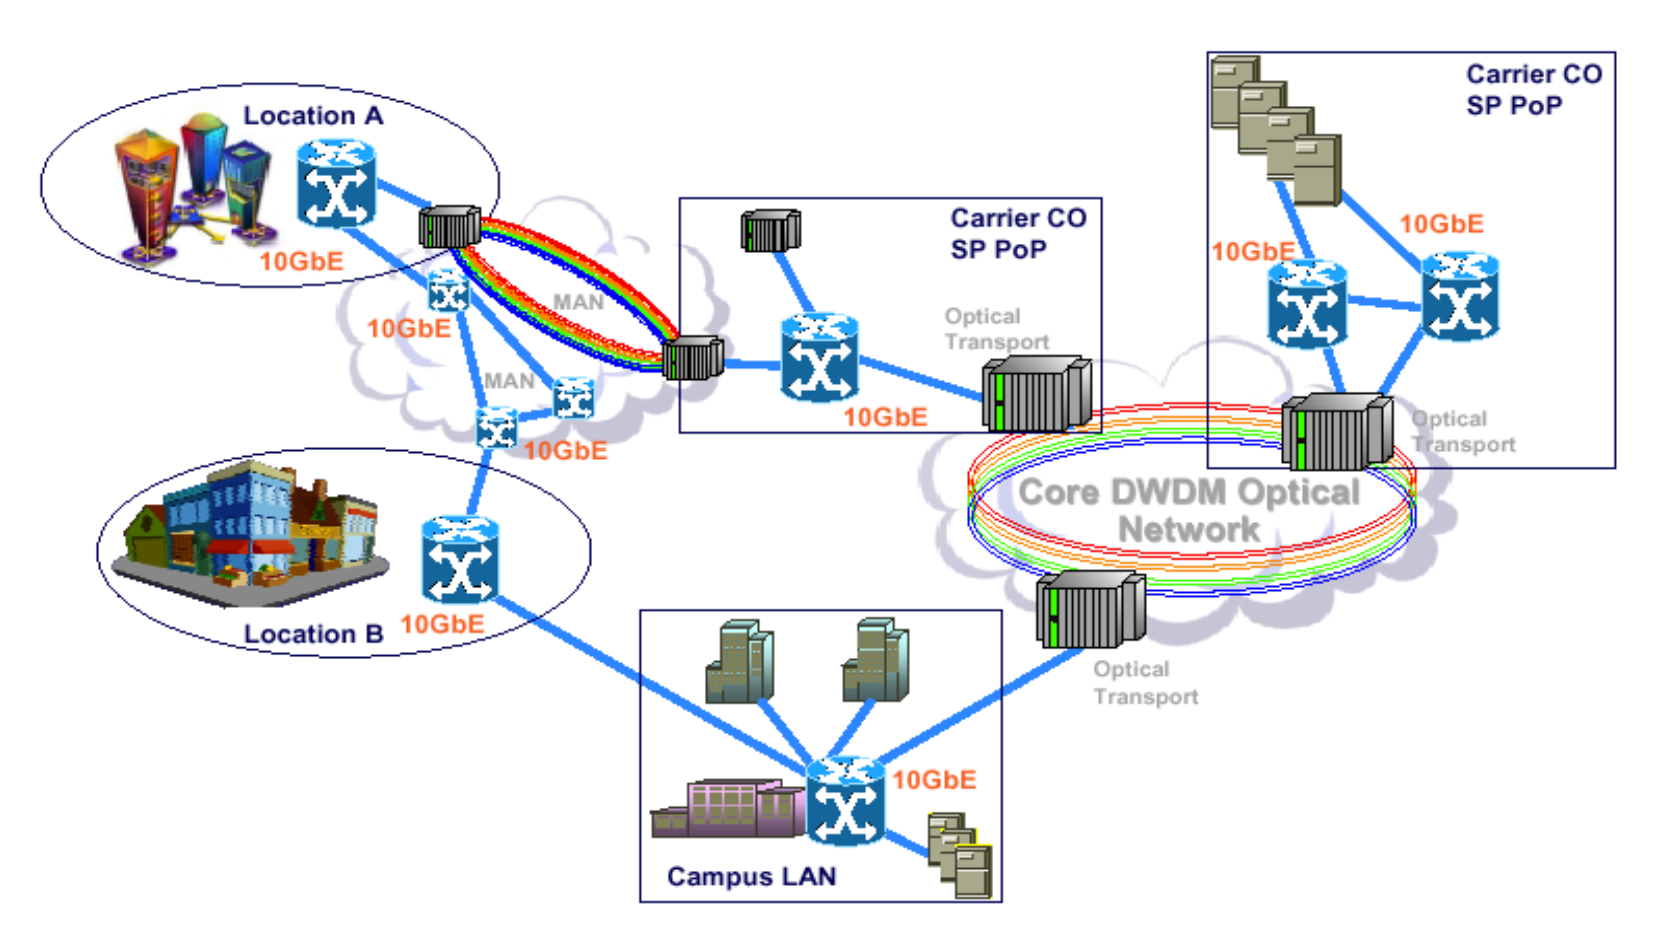 Location A
10GbE
MAN
10GbE
MAN
10GbE
Carrier CO
SP PoP
Optical
Transport
10GbE
Carrier CO
SP PoP
10GbE
10GbE
Optical
Transport
Core DWDM Optical
Network
Optical
Transport
Location B
10GbE
10GbE
Campus LAN